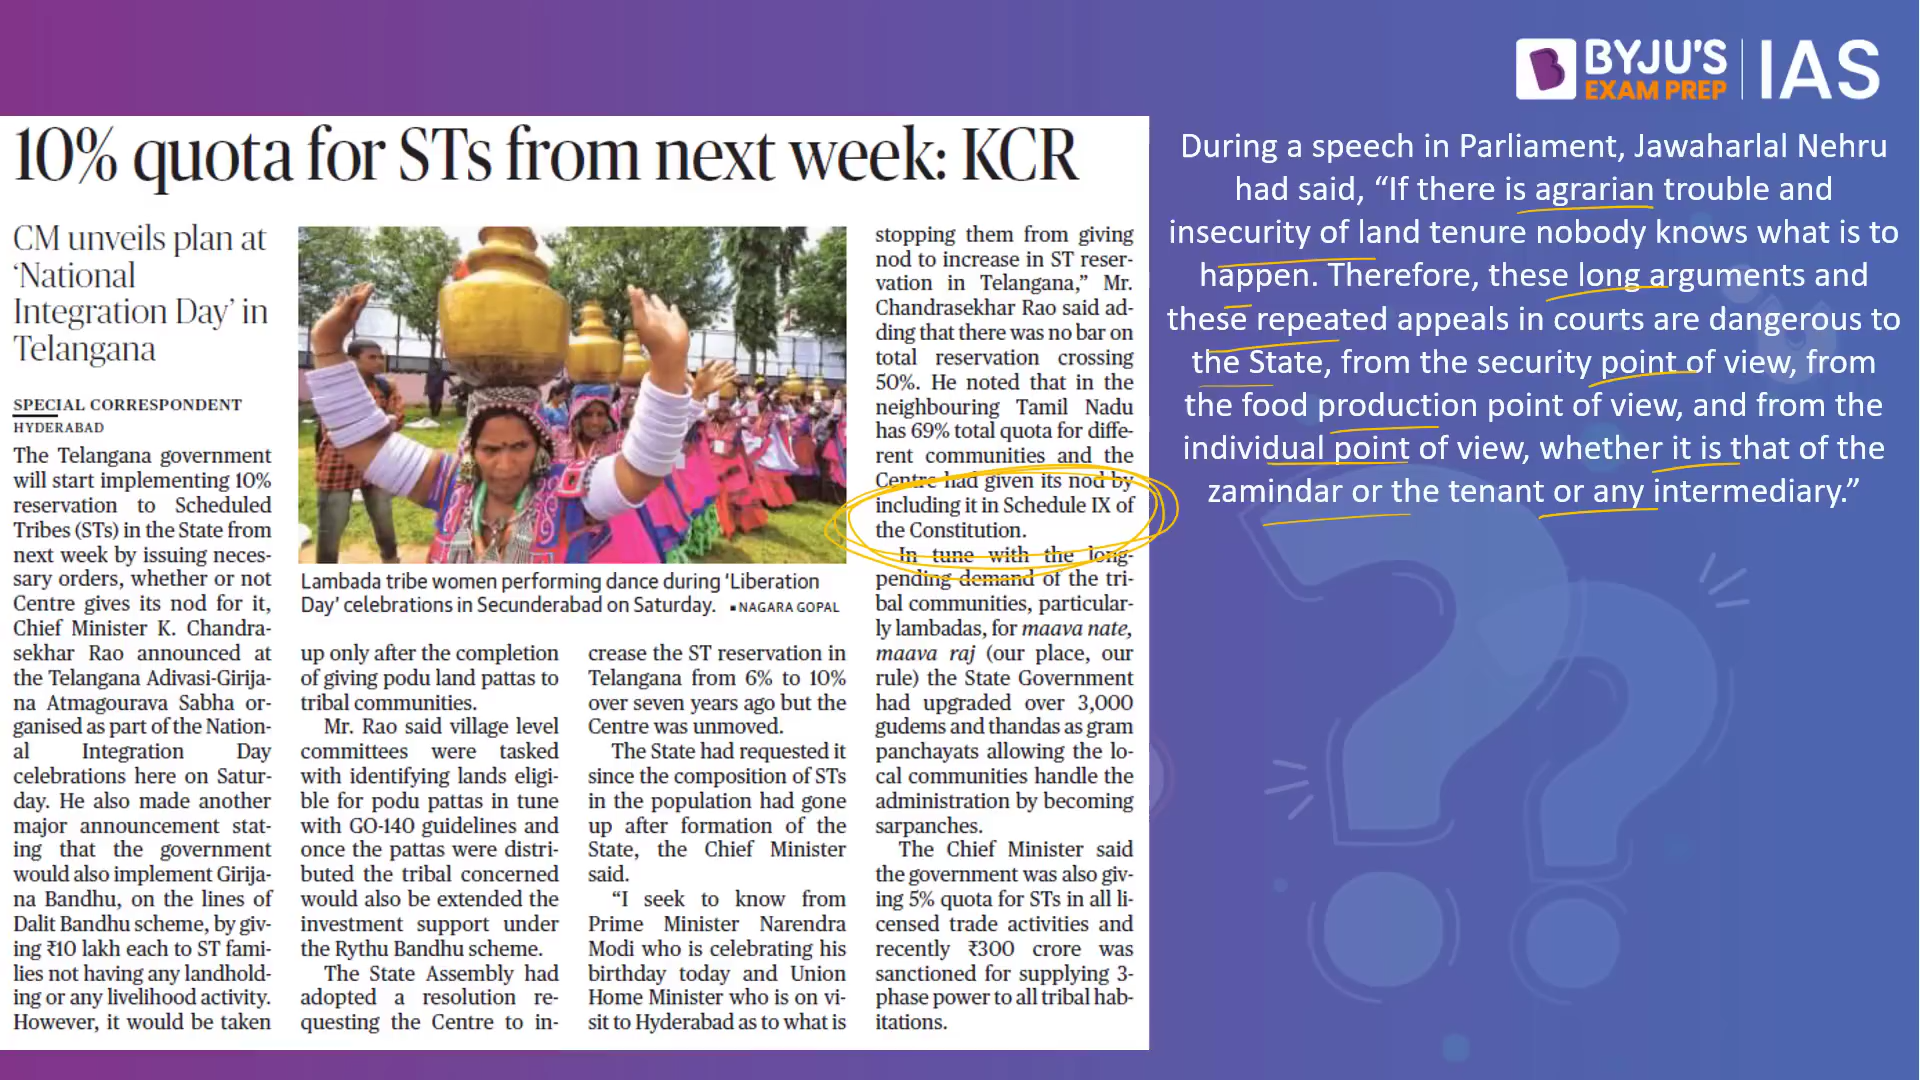 BYJU'S
EXAM PREP
IAS
10% quota for STs from next week: KCR
CM unveils plan at
‘National
Integration Day’ in
Telangana
SPECIAL CORRESPONDENT
HYDERABAD
The Telangana government
will start implementing 10%
reservation to Scheduled
Tribes (STs) in the State from
next week by issuing neces-
sary orders, whether or not
Centre gives its nod for it,
Chief Minister K. Chandra-
sekhar Rao announced at
the Telangana Adivasi-Girija-
na Atmagourava Sabha or-
ganised as part of the Nation-
al Integration Day
celebrations here on Satur-
day. He also made another
major announcement stat-
ing that the government
would also implement Girija-
na Bandhu, on the lines of
Dalit Bandhu scheme, by giv-
ing ₹10 lakh each to ST fami-
lies not having any landhold-
ing or any livelihood activity.
However, it would be taken
Lambada tribe women performing dance during ‘Liberation
Day’ celebrations in Secunderabad on Saturday. ▪NAGARA GOPAL
up only after the completion
of giving podu land pattas to
tribal communities.
Mr. Rao said village level
committees were tasked
with identifying lands eligi-
ble for podu pattas in tune
with GO-140 guidelines and
once the pattas were distri-
buted the tribal concerned
would also be extended the
investment support under
the Rythu Bandhu scheme.
The State Assembly had
adopted a resolution re-
questing the Centre to in-
crease the ST reservation in
Telangana from 6% to 10%
over seven years ago but the
Centre was unmoved.
The State had requested it
since the composition of STs
in the population had gone
up after formation of the
State, the Chief Minister
said.
“I seek to know from
Prime Minister Narendra
Modi who is celebrating his
birthday today and Union
Home Minister who is on vi-
sit to Hyderabad as to what is
stopping them from giving
nod to increase in ST reser-
vation in Telangana,” Mr.
Chandrasekhar Rao said ad-
ding that there was no bar on
total reservation crossing
50%. He noted that in the
neighbouring Tamil Nadu
has 69% total quota for diffe-
rent communities and the
Centre had given its nod by
including it in Schedule IX of
the Constitution.
In tune with the long-
pending demand of the tri-
bal communities, particular-
ly lambadas, for maava nate,
maava raj (our place, our
rule) the State Government
had upgraded over 3,000
gudems and thandas as gram
panchayats allowing the lo-
cal communities handle the
administration by becoming
sarpanches.
The Chief Minister said
the government was also giv-
ing 5% quota for STs in all li-
censed trade activities and
recently ₹300 crore was
sanctioned for supplying 3-
phase power to all tribal hab-
itations.
During a speech in Parliament, Jawaharlal Nehru
had said, “If there is agrarian trouble and
insecurity of land tenure nobody knows what is to
happen. Therefore, these long arguments and
these repeated appeals in courts are dangerous to
the State, from the security point of view, from
the food production point of view, and from the
individual point of view, whether it is that of the
zamindar or the tenant or any intermediary.”